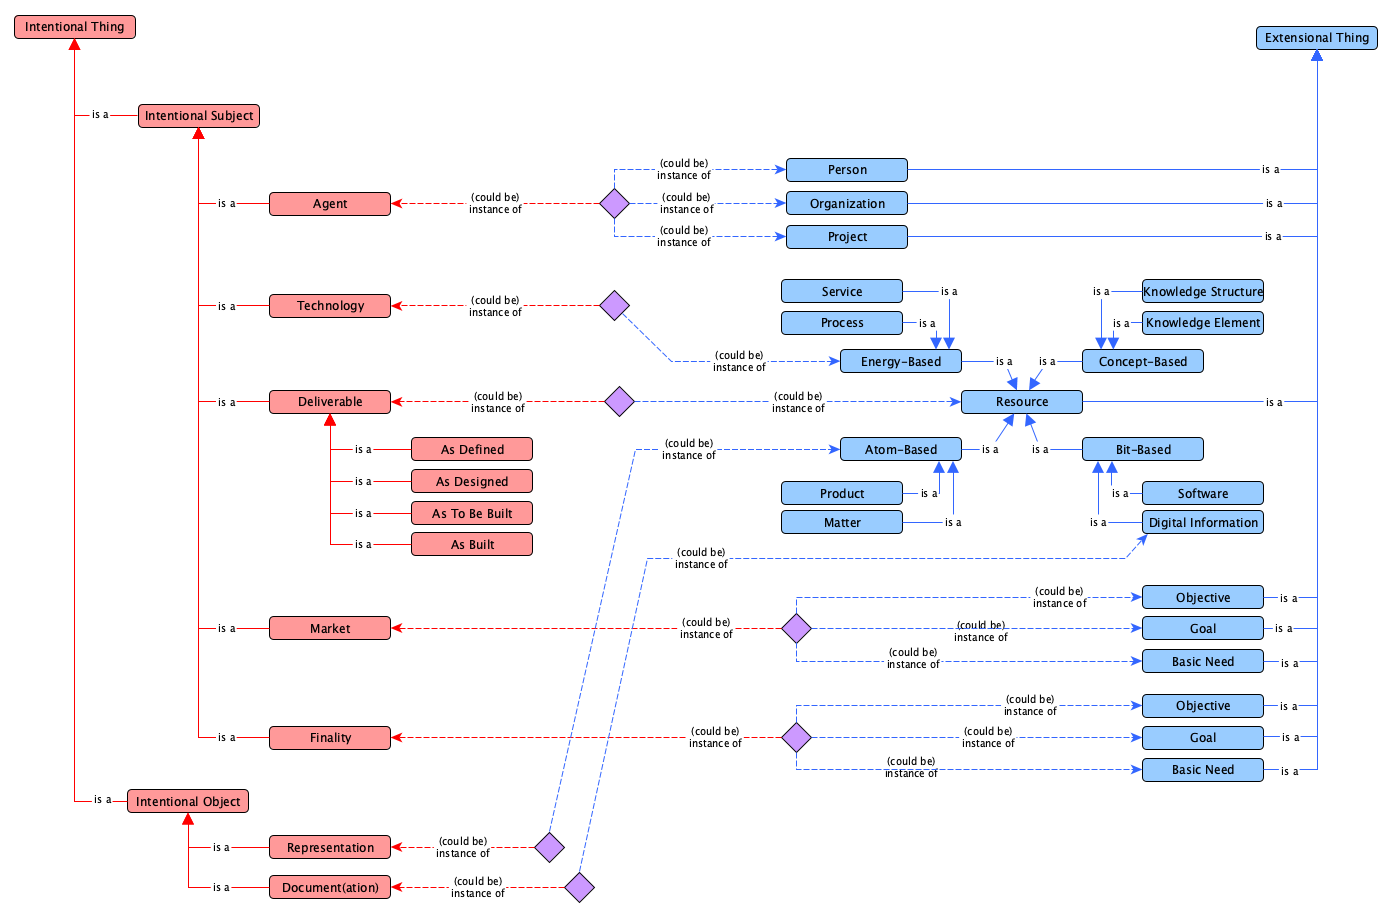 Intentional Thing
Extensional Thing
is a
Intentional Subject
(could be)
instance of
Person
is a
is a
Agent
(could be)
instance of
(could be)
instance of
Organization
is a
(could be)
instance of
Project
is a
Service
is a
is a
Knowledge Structure
is a
Technology
(could be)
instance of
Process
is a
is a
Knowledge Element
(could be)
instance of
Energy-Based
is a
is a
Concept-Based
is a
Deliverable
(could be)
instance of
(could be)
instance of
Resource
is a
is a
As Defined
(could be)
instance of
Atom-Based
is a
is a
Bit-Based
is a
As Designed
Product
is a
is a
Software
is a
As To Be Built
Matter
is a
is a
Digital Information
is a
As Built
(could be)
instance of
(could be)
instance of
Objective
is a
is a
Market
(could be)
instance of
(could be)
instance of
Goal
is a
(could be)
instance of
Basic Need
is a
(could be)
instance of
Objective
is a
is a
Finality
(could be)
instance of
(could be)
instance of
Goal
is a
(could be)
instance of
Basic Need
is a
is a
Intentional Object
is a
Representation
(could be)
instance of
is a
Document(ation)
(could be)
instance of